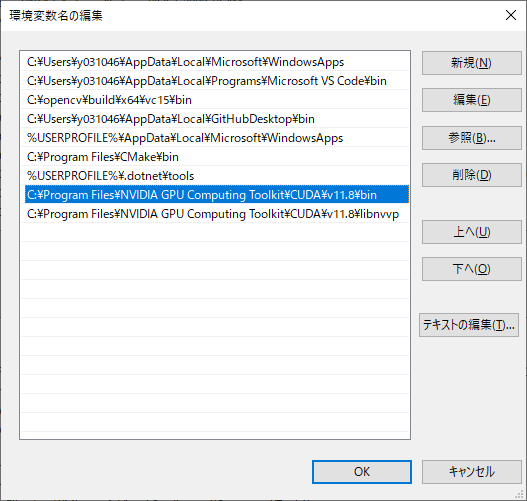 環境変数名の編集
C:¥Users¥y031046¥AppData¥Local¥Microsoft¥WindowsApps
C:¥Users¥y031046¥AppData¥Local¥Programs¥Microsoft VS Code¥bin
C:¥opencv¥build¥x64¥vc15¥bin
C:¥Users¥y031046¥AppData¥Local¥GitHubDesktop¥bin
%USERPROFILE%¥AppData¥Local¥Microsoft¥WindowsApps
C:¥Program Files¥CMake¥bin
%USERPROFILE%¥.dotnet¥tools
C:¥Program Files¥NVIDIA GPU Computing Toolkit¥CUDA¥v11.8¥bin
C:¥Program Files¥NVIDIA GPU Computing Toolkit¥CUDA¥v11.8¥libnvvp
新規(N)
編集(E)
参照(B)...
削除(D)
上へ(U)
下へ(O)
テキストの編集(T)...
OK
キャンセル